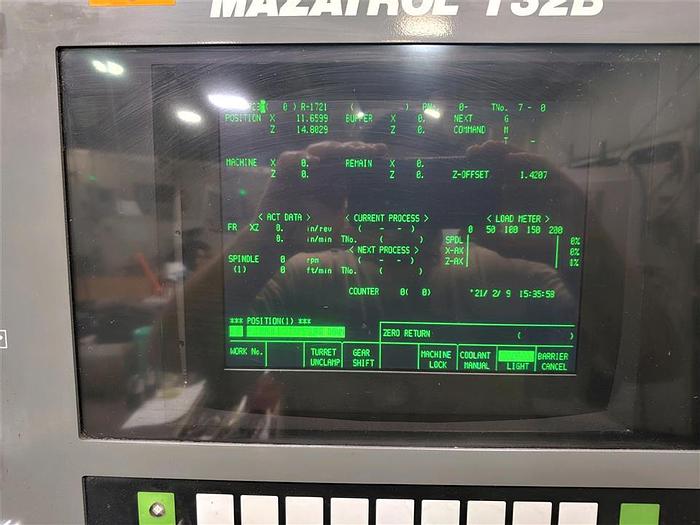 MAZATROL T32B
( 0 ) R-1721 ( ) 0- TNo. 7 - 0
POSITION X 11.6599 BUFFER X 0. NEXT G
Z 14.8029 Z 0. COMMAND M
T -
MACHINE X 0. REMAIN X 0.
Z 0. Z 0. Z-OFFSET 1.4207
< ACT DATA > < CURRENT PROCESS > < LOAD METER >
FR XZ 0. in/rev ( - - ) 0 50 100 150 200
0. in/min TNo. ( ) SPDL 0%
< NEXT PROCESS > X-AX 0%
SPINDLE 0 rpm ( - - ) Z-AX 0%
(1) 0 ft/min TNo. ( )
COUNTER 0( 0) '21/ 2/ 9 15:35:58
*** POSITION(1) ***
ZERO RETURN ( )
WORK No. TURRET UNCLAMP GEAR SHIFT MACHINE LOCK COOLANT MANUAL LIGHT BARRIER CANCEL